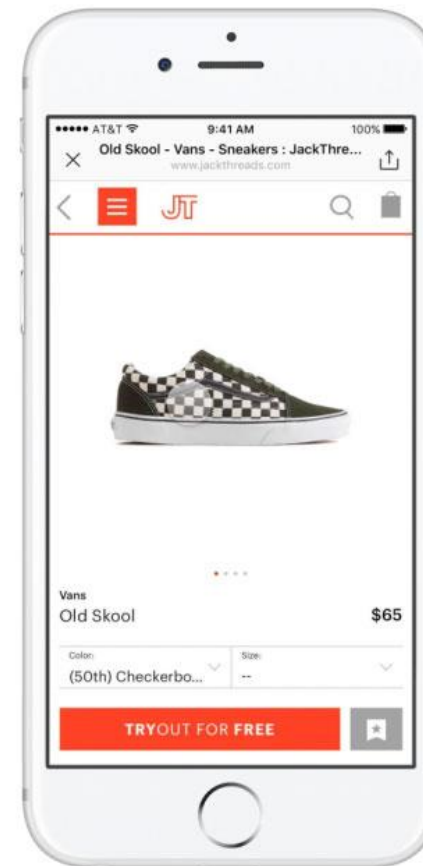 AT&T 9:41 AM 100%
Old Skool - Vans - Sneakers : JackThre...
www.jackthreads.com
JT
Vans
Old Skool $65
Color: Size:
(50th) Checkerbo... --
TRYOUT FOR FREE